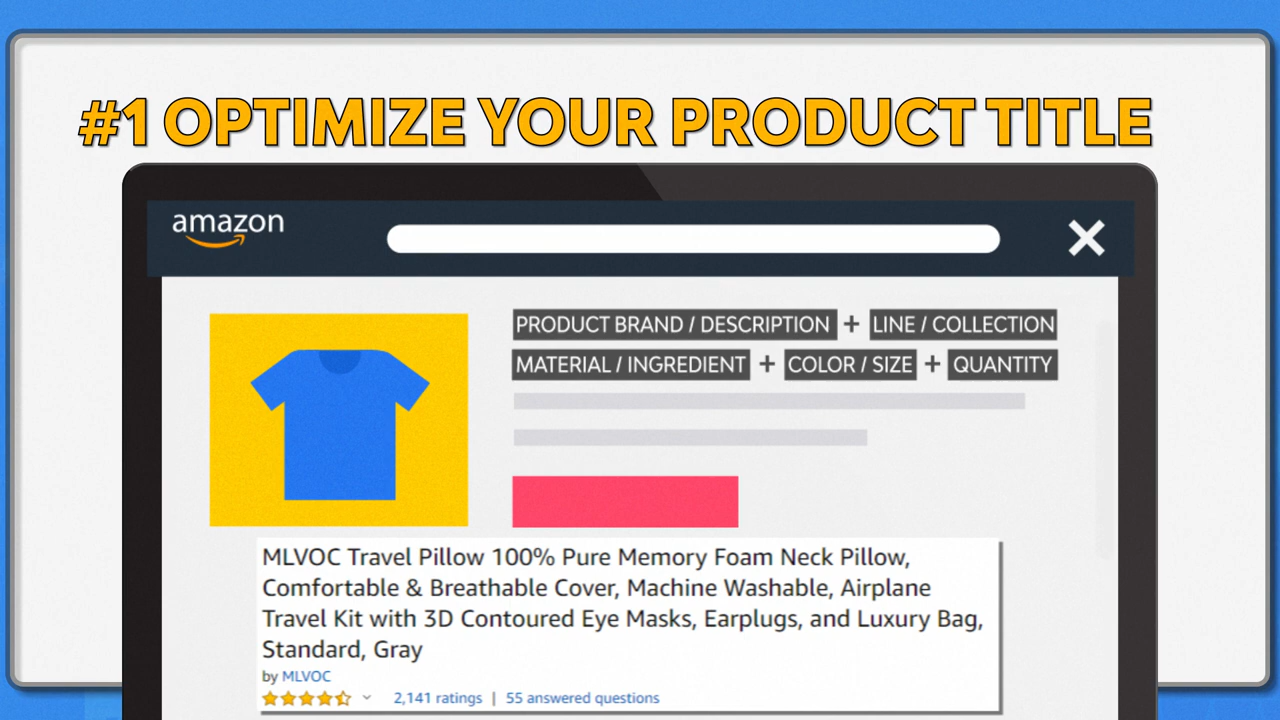 #1 OPTIMIZE YOUR PRODUCT TITLE
amazon
PRODUCT BRAND / DESCRIPTION + LINE / COLLECTION
MATERIAL / INGREDIENT + COLOR / SIZE + QUANTITY
MLVOC Travel Pillow 100% Pure Memory Foam Neck Pillow,
Comfortable & Breathable Cover, Machine Washable, Airplane
Travel Kit with 3D Contoured Eye Masks, Earplugs, and Luxury Bag,
Standard, Gray
by MLVOC
2,141 ratings | 55 answered questions